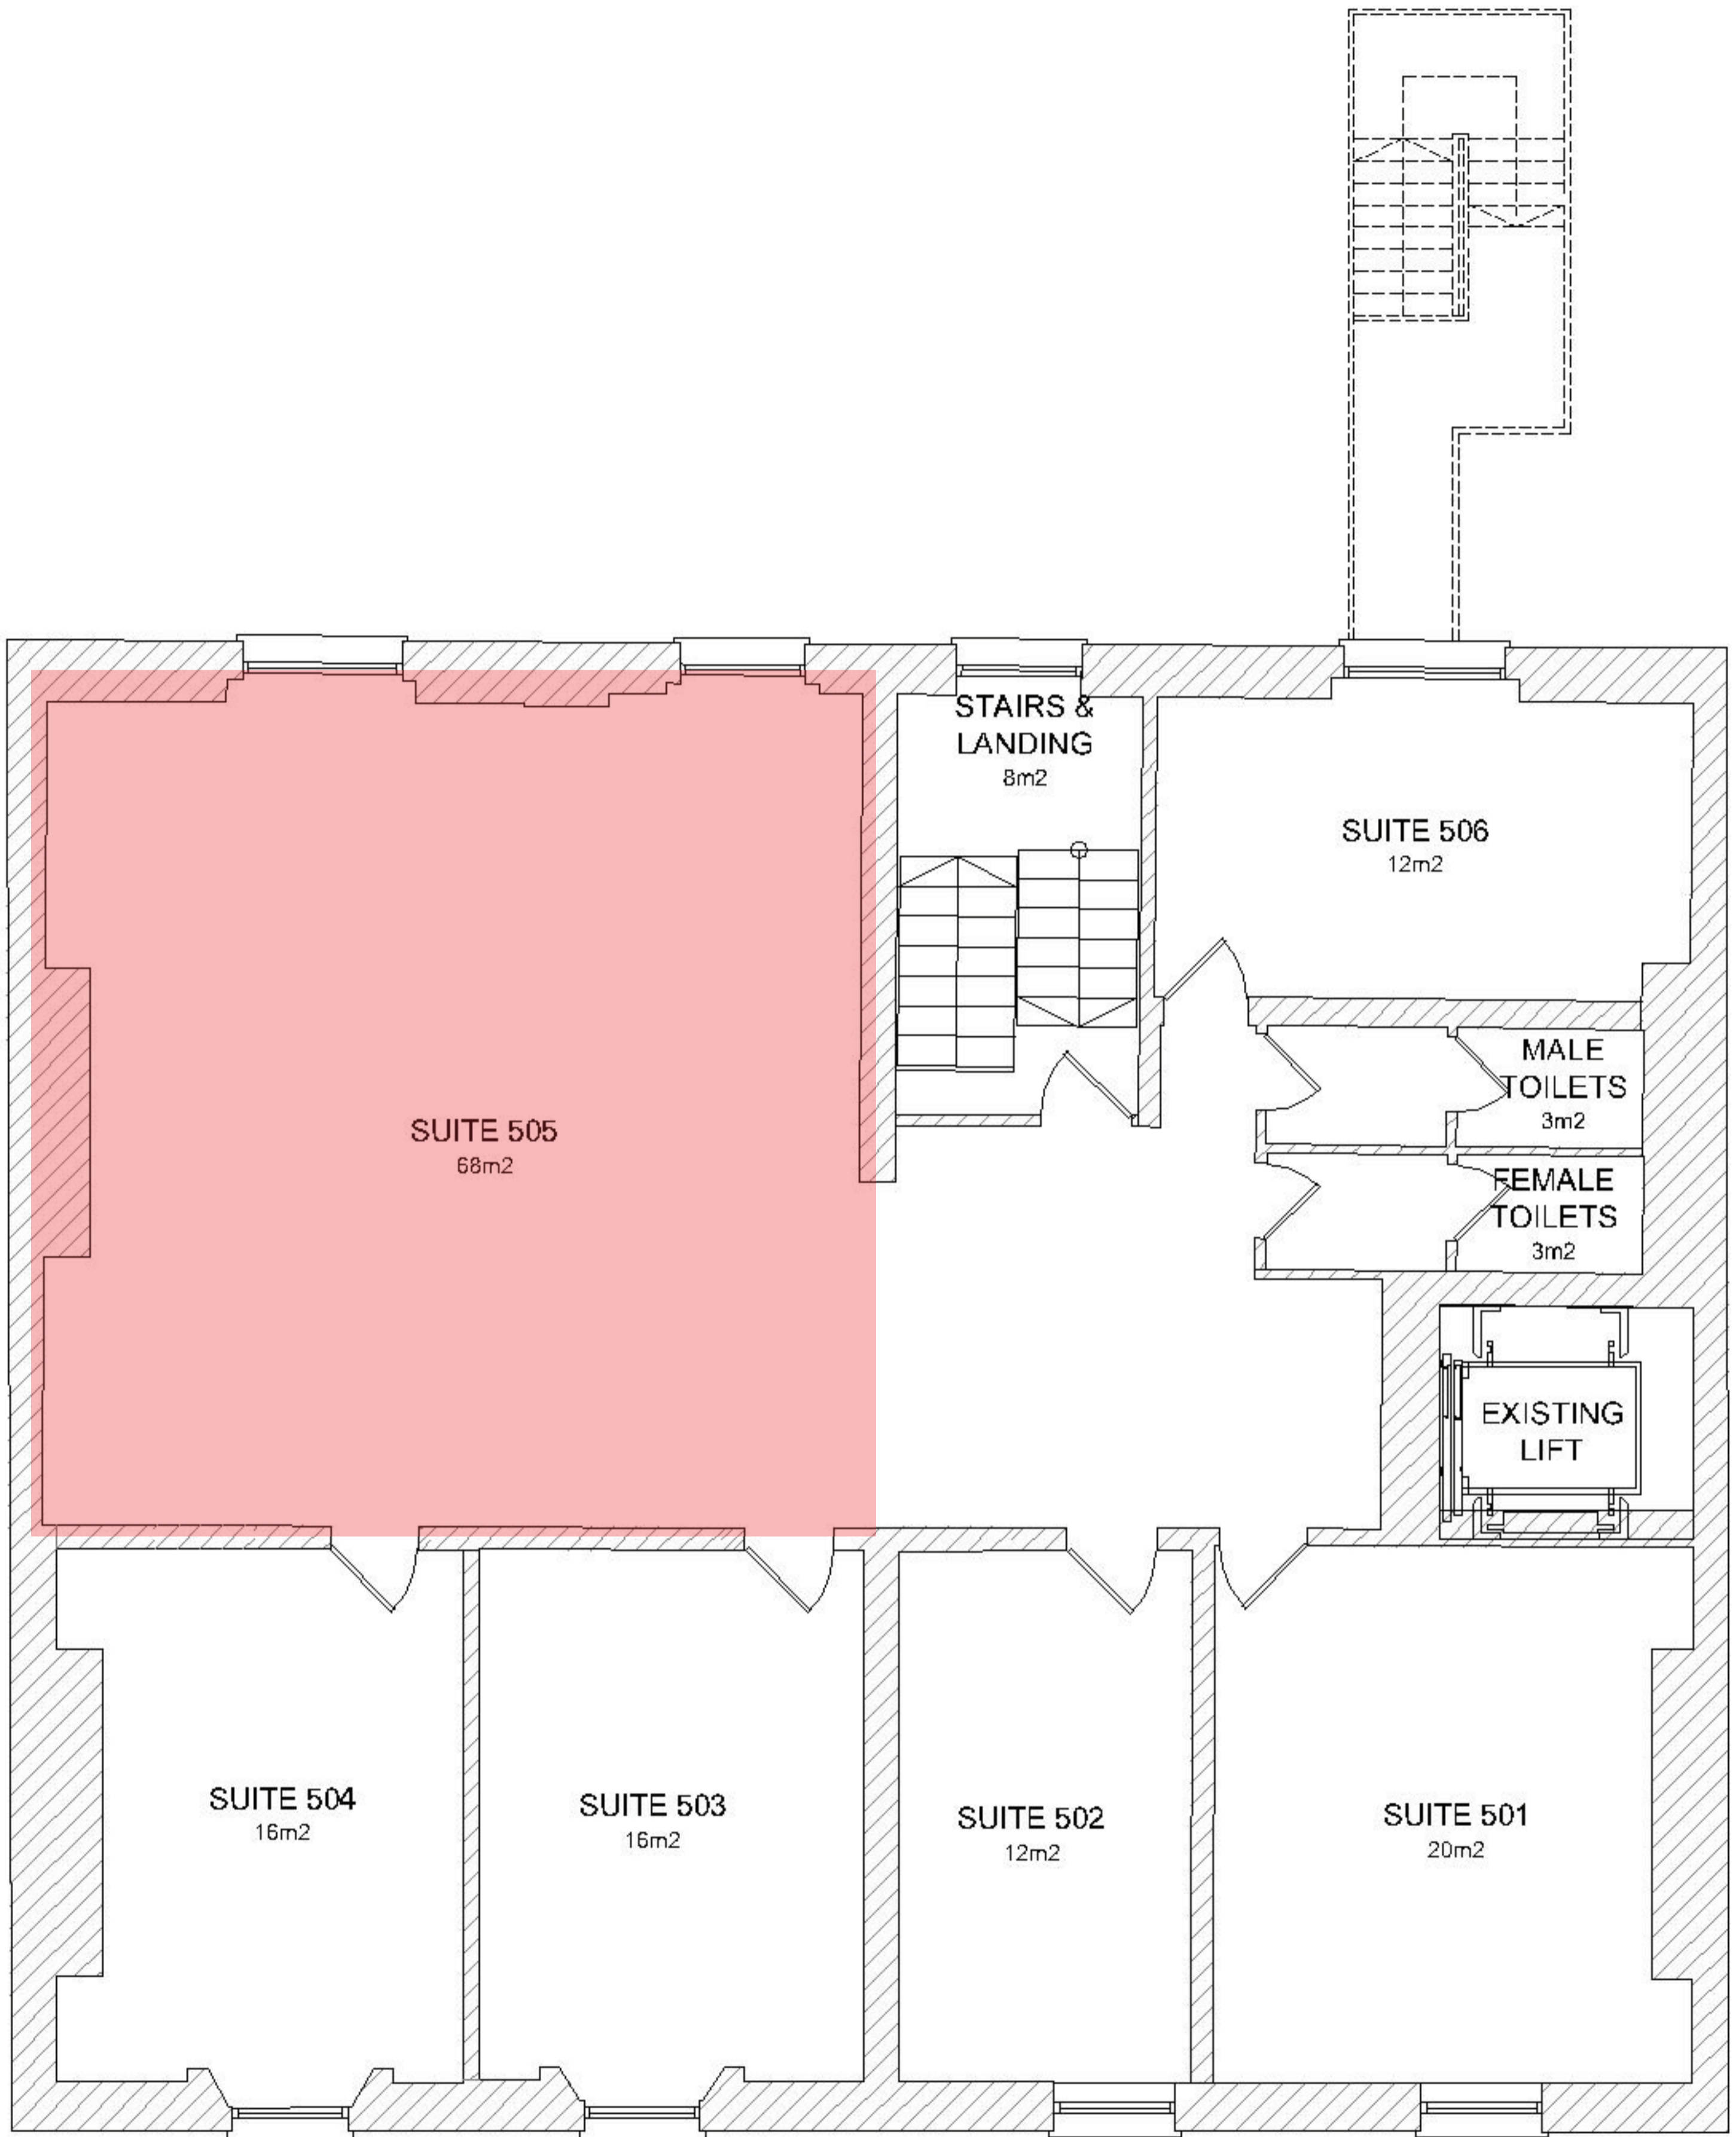 STAIRS &
LANDING
8m2
SUITE 506
12m2
MALE
TOILETS
3m2
SUITE 505
68m2
FEMALE
TOILETS
3m2
EXISTING
LIFT
SUITE 504
16m2
SUITE 503
16m2
SUITE 502
12m2
SUITE 501
20m2